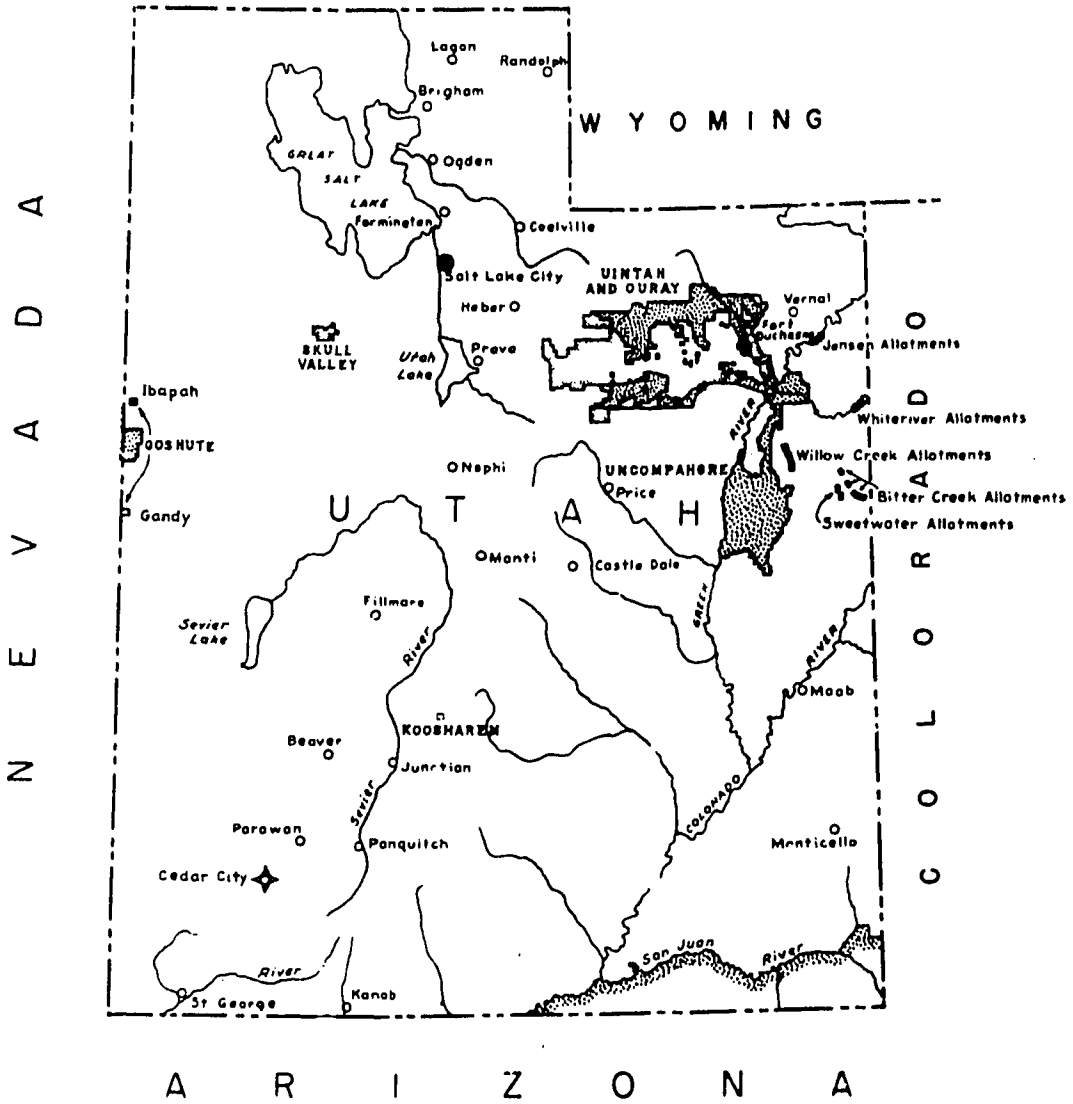 Logan
Randolph
Brigham
WYOMING
GREAT
SALT
LAKE
Ogden
Farmington
Coalville
Salt Lake City
UINTAH
AND OURAY
Heber
Vernal
Fort
Duchesne
Jensen Allotments
SKULL
VALLEY
Utah
Lake
Provo
Ibapah
GOSHUTE
Gandy
RIVER
Whiteriver Allotments
Willow Creek Allotments
Bitter Creek Allotments
Sweetwater Allotments
Nephi
UNCOMPAHGRE
Price
UTAH
Manti
Castle Dale
Fillmore
Sevier
Lake
River
GREEN
RIVER
Moab
KOOSHAREM
Beaver
Junction
Sevier
COLORADO
Parawan
Panquitch
Monticello
Cedar City
San Juan
River
River
St George
Kanab
NEVADA
COLORADO
ARIZONA